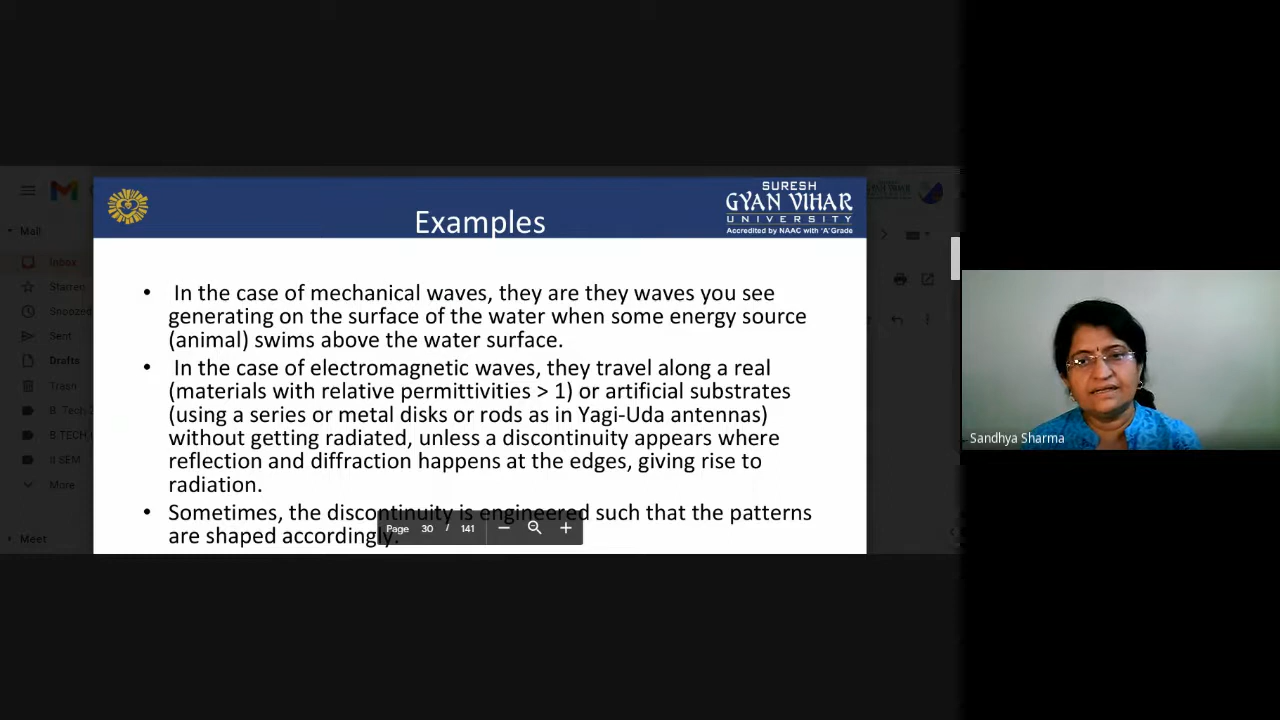 SURESH
GYAN VIHAR
UNIVERSITY
Accredited by NAAC with 'A' Grade
Examples
Mail
Inbox
Starred
Snoozed
Sent
Drafts
Trash
B. Tech
B.TECH
II SEM
More
Meet
• In the case of mechanical waves, they are they waves you see
generating on the surface of the water when some energy source
(animal) swims above the water surface.
• In the case of electromagnetic waves, they travel along a real
(materials with relative permittivities > 1) or artificial substrates
(using a series or metal disks or rods as in Yagi-Uda antennas)
without getting radiated, unless a discontinuity appears where
reflection and diffraction happens at the edges, giving rise to
radiation.
• Sometimes, the discontinuity is engineered such that the patterns
are shaped accordingly.
Page 30 / 141
Sandhya Sharma